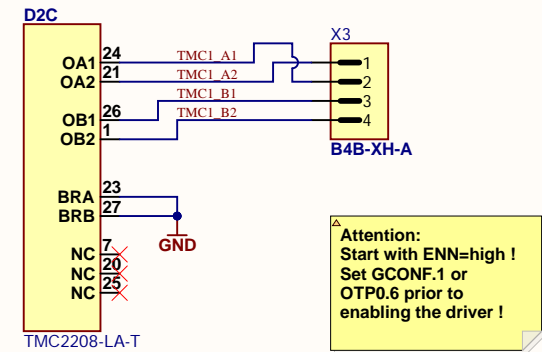 D2C
X3
OA1 24 TMC1_A1 1
OA2 21 TMC1_A2 2
OB1 26 TMC1_B1 3
OB2 1 TMC1_B2 4
B4B-XH-A
BRA 23
BRB 27
GND
NC 7
NC 20
NC 25
TMC2208-LA-T
Attention:
Start with ENN=high !
Set GCONF.1 or
OTP0.6 prior to
enabling the driver !